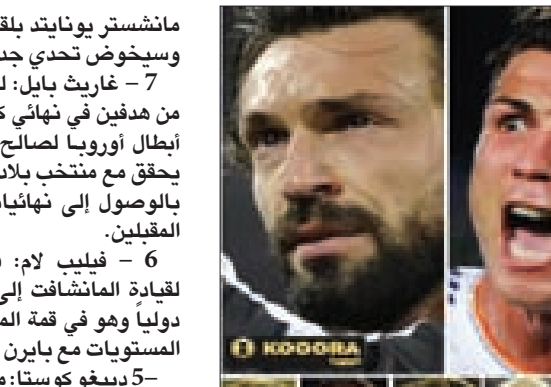 مانشستر يونايتد بلق
وسيخوض تحدي جد
7 – غاريث بايل: ل
من هدفين في نهائي ك
أبطال أوروبا لصالح
يحقق مع منتخب بلاد
بالوصول إلى نهائيات
المقبلين.
6 – فيليب لام:
لقيادة المانشافت إلى
دولياً وهو في قمة الم
المستويات مع بايرن
–5 دييغو كوستا: م
KOOORA